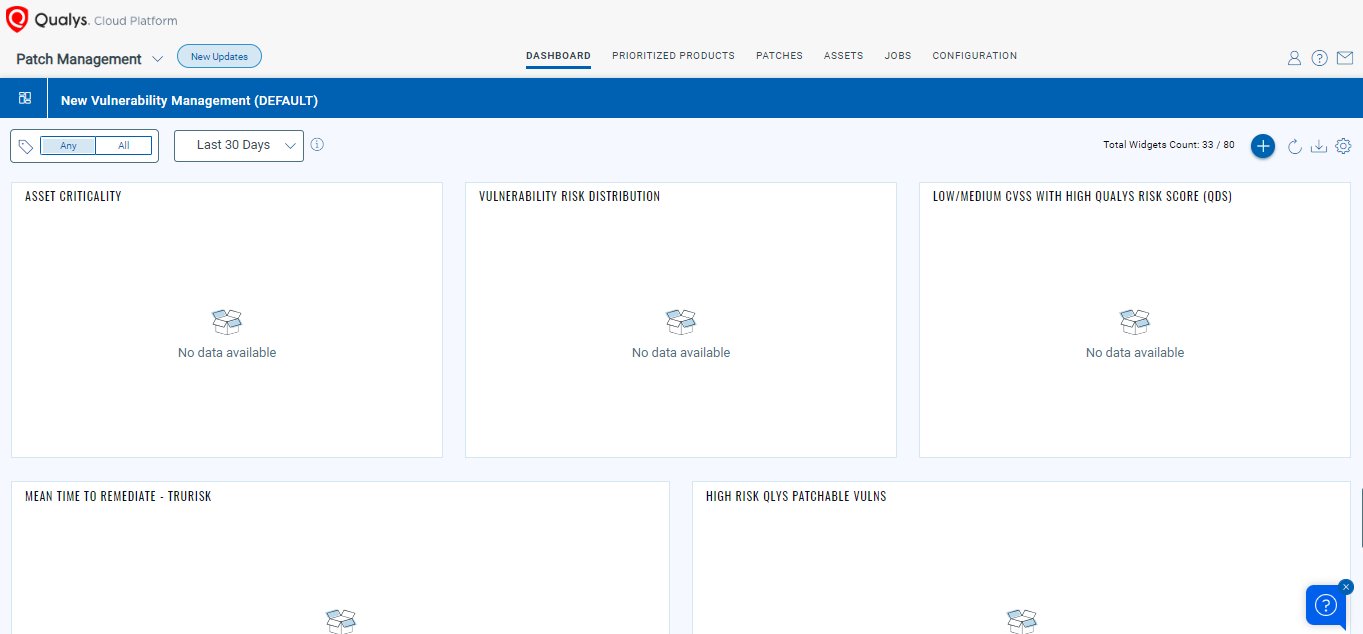 Qualys. Cloud Platform
Patch Management
New Updates
DASHBOARD
PRIORITIZED PRODUCTS
PATCHES
ASSETS
JOBS
CONFIGURATION
New Vulnerability Management (DEFAULT)
Any
All
Last 30 Days
Total Widgets Count: 33 / 80
ASSET CRITICALITY
No data available
VULNERABILITY RISK DISTRIBUTION
No data available
LOW/MEDIUM CVSS WITH HIGH QUALYS RISK SCORE (QDS)
No data available
MEAN TIME TO REMEDIATE - TRURISK
HIGH RISK QLYS PATCHABLE VULNS